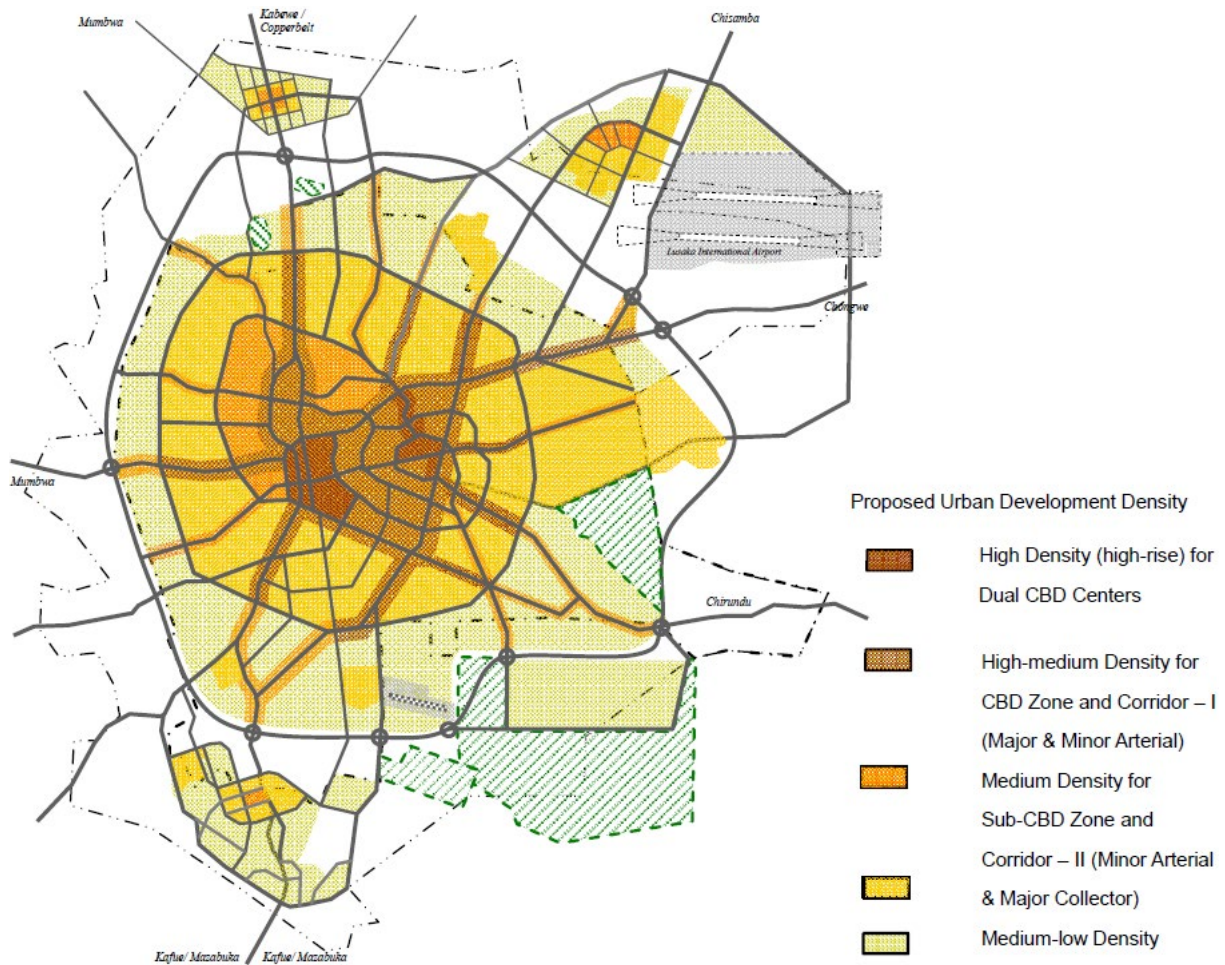 Mumbwa
Kabewe /
Copperbelt
Chisamba
Lusaka International Airport
Chongwe
Mumbwa
Chirundu
Kafue/ Mazabuka
Kafue/ Mazabuka
Proposed Urban Development Density
High Density (high-rise) for
Dual CBD Centers
High-medium Density for
CBD Zone and Corridor – I
(Major & Minor Arterial)
Medium Density for
Sub-CBD Zone and
Corridor – II (Minor Arterial
& Major Collector)
Medium-low Density